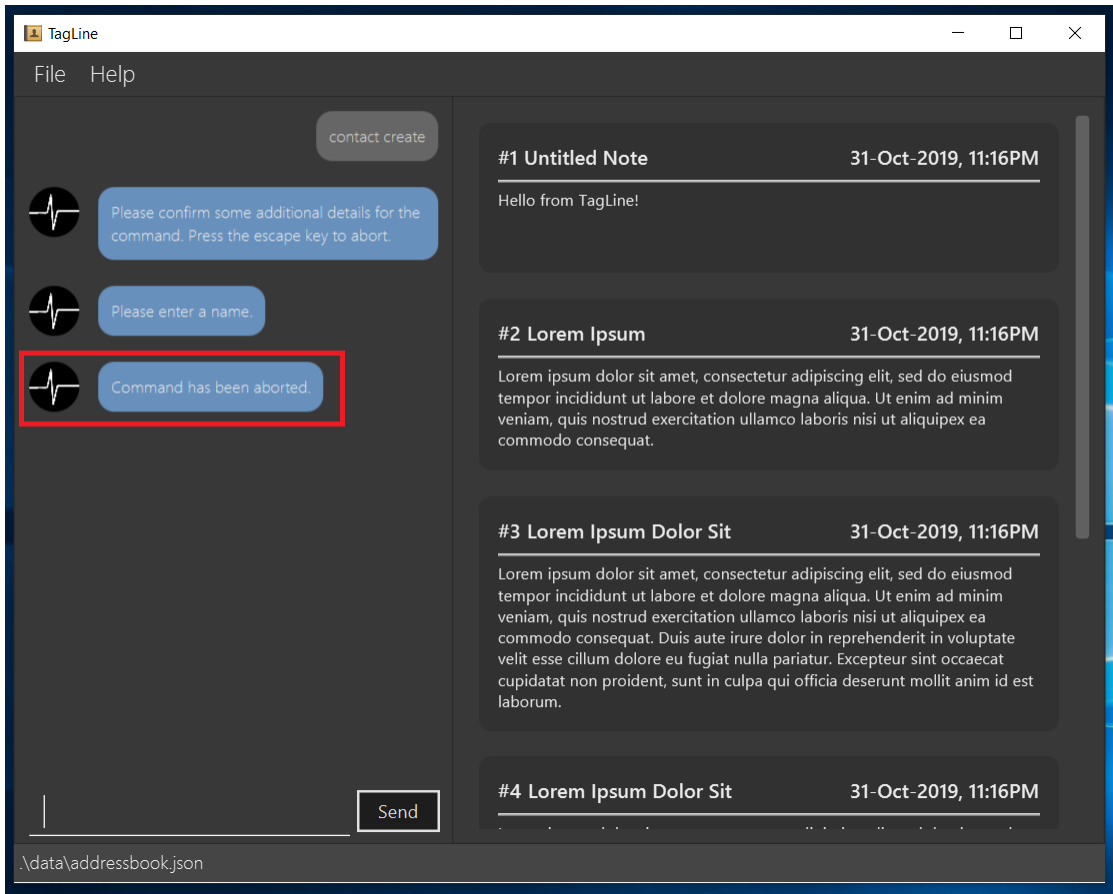 TagLine
File Help
contact create
Please confirm some additional details for the
command. Press the escape key to abort.
Please enter a name.
Command has been aborted.
Send
#1 Untitled Note 31-Oct-2019, 11:16PM
Hello from TagLine!
#2 Lorem Ipsum 31-Oct-2019, 11:16PM
Lorem ipsum dolor sit amet, consectetur adipiscing elit, sed do eiusmod
tempor incididunt ut labore et dolore magna aliqua. Ut enim ad minim
veniam, quis nostrud exercitation ullamco laboris nisi ut aliquipex ea
commodo consequat.
#3 Lorem Ipsum Dolor Sit 31-Oct-2019, 11:16PM
Lorem ipsum dolor sit amet, consectetur adipiscing elit, sed do eiusmod
tempor incididunt ut labore et dolore magna aliqua. Ut enim ad minim
veniam, quis nostrud exercitation ullamco laboris nisi ut aliquipex ea
commodo consequat. Duis aute irure dolor in reprehenderit in voluptate
velit esse cillum dolore eu fugiat nulla pariatur. Excepteur sint occaecat
cupidatat non proident, sunt in culpa qui officia deserunt mollit anim id est
laborum.
#4 Lorem Ipsum Dolor Sit 31-Oct-2019, 11:16PM
.\data\addressbook.json